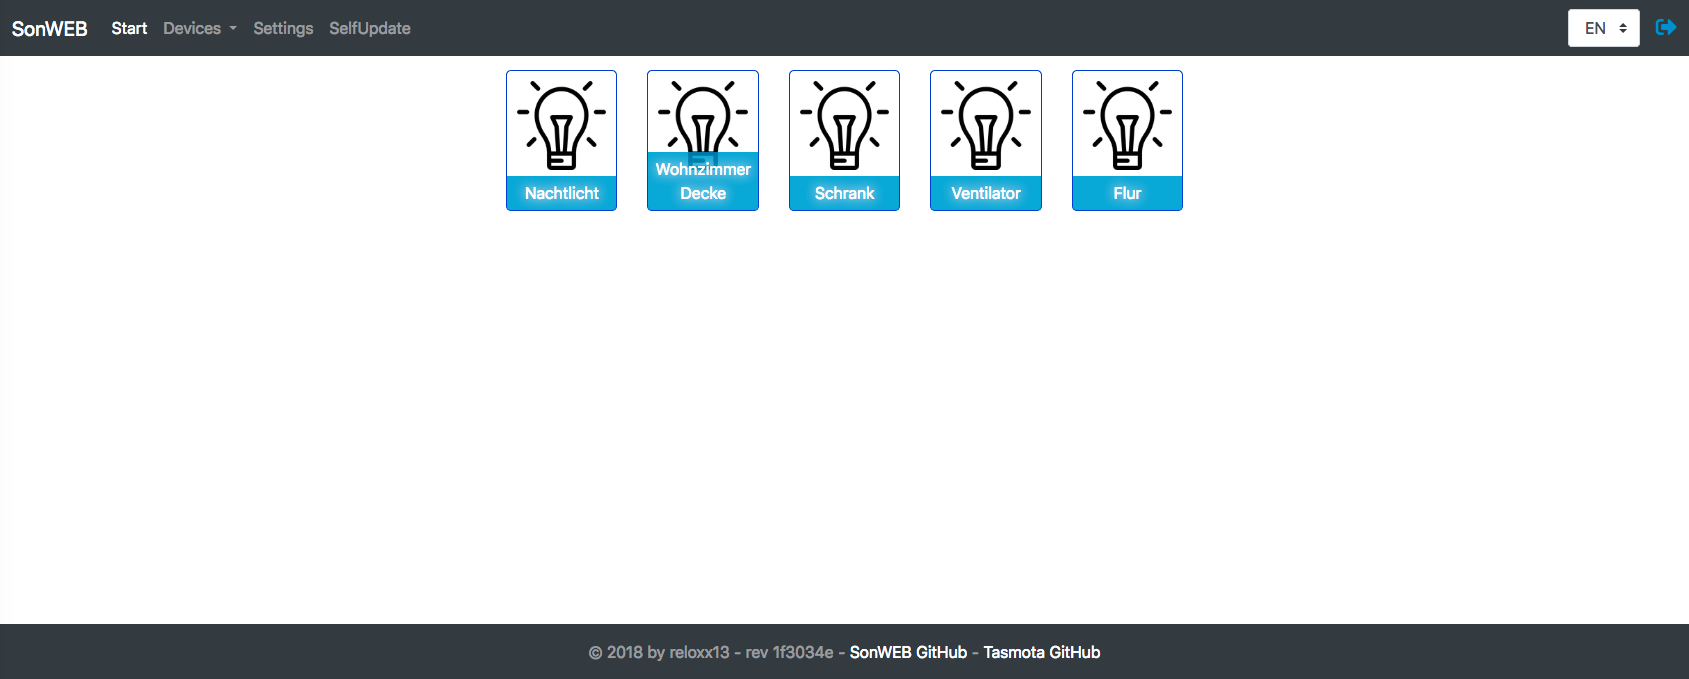 SonWEB Start Devices Settings SelfUpdate EN
Nachtlicht
Wohnzimmer
Decke
Schrank
Ventilator
Flur
© 2018 by reloxx13 - rev 1f3034e - SonWEB GitHub - Tasmota GitHub